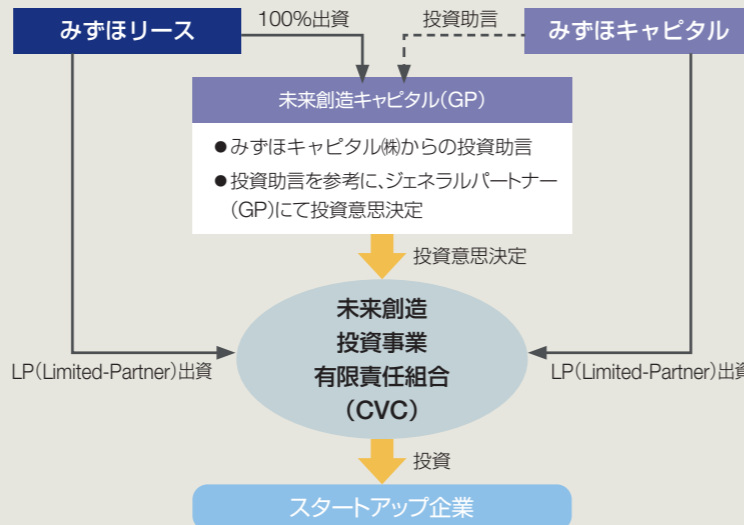 みずほリース
100%出資
投資助言
みずほキャピタル
未来創造キャピタル(GP)
●みずほキャピタル㈱からの投資助言
●投資助言を参考に、ジェネラルパートナー
(GP)にて投資意思決定
投資意思決定
未来創造
投資事業
有限責任組合
(CVC)
LP(Limited-Partner)出資
LP(Limited-Partner)出資
投資
スタートアップ企業